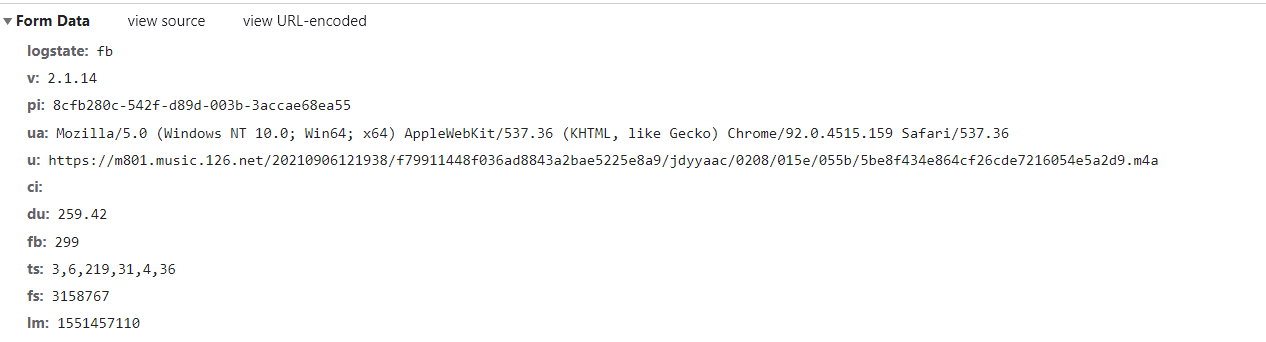 Form Data view source view URL-encoded
logstate: fb
v: 2.1.14
pi: 8cfb280c-542f-d89d-003b-3accae68ea55
ua: Mozilla/5.0 (Windows NT 10.0; Win64; x64) AppleWebKit/537.36 (KHTML, like Gecko) Chrome/92.0.4515.159 Safari/537.36
u: https://m801.music.126.net/20210906121938/f79911448f036ad8843a2bae5225e8a9/jdyyaac/0208/015e/055b/5be8f434e864cf26cde7216054e5a2d9.m4a
ci:
du: 259.42
fb: 299
ts: 3,6,219,31,4,36
fs: 3158767
lm: 1551457110